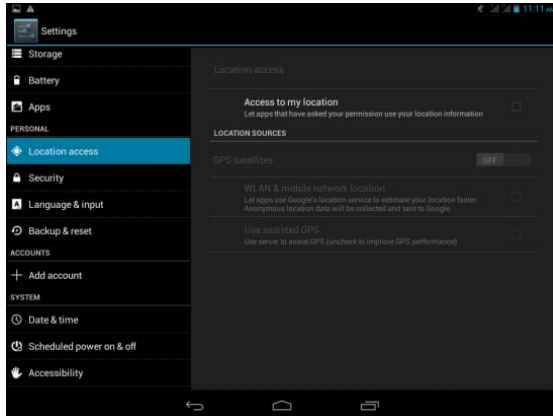 11:11 AM
Settings
Storage
Battery
Apps
PERSONAL
Location access
Security
Language & input
Backup & reset
ACCOUNTS
Add account
SYSTEM
Date & time
Scheduled power on & off
Accessibility
Location access
Access to my location
Let apps that have asked your permission use your location information
LOCATION SOURCES
GPS satellites
OFF
WLAN & mobile network location
Let apps use Google's location service to estimate your location faster.
Anonymous location data will be collected and sent to Google.
Use assisted GPS
Use server to assist GPS (uncheck to improve GPS performance)